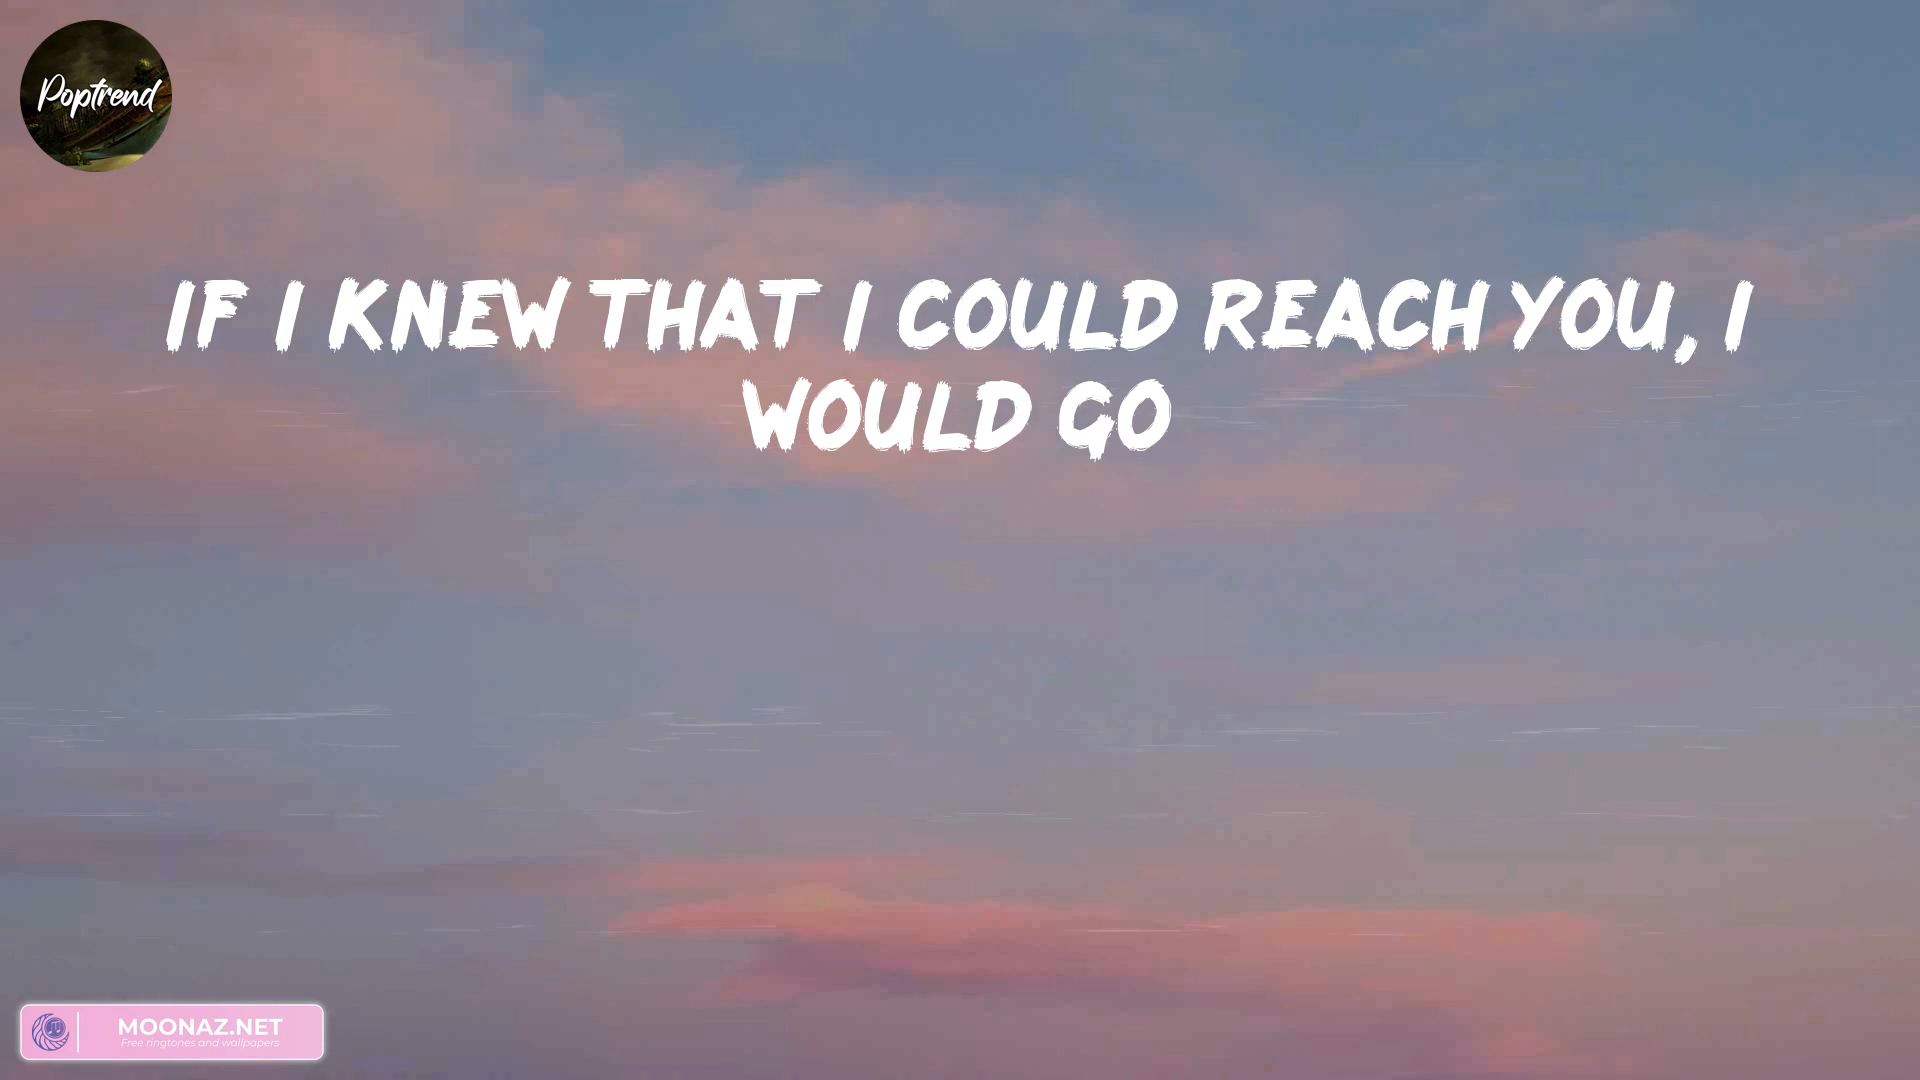 Poptrend
IF I KNEW THAT I COULD REACH YOU, I
WOULD GO
MOONAZ.NET
Free ringtones and wallpapers